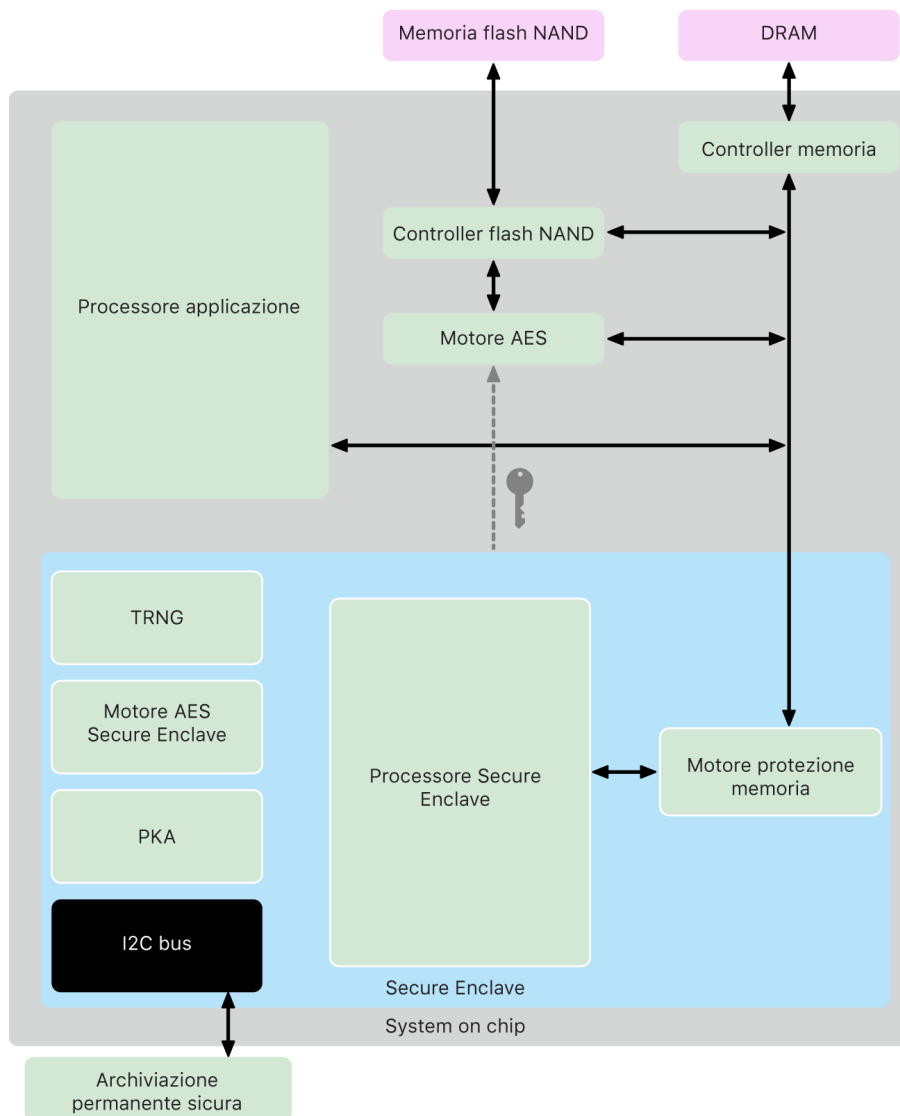 Memoria flash NAND
DRAM
Controller memoria
Controller flash NAND
Processore applicazione
Motore AES
TRNG
Motore AES
Secure Enclave
Processore Secure
Enclave
Motore protezione
memoria
PKA
I2C bus
Secure Enclave
System on chip
Archiviazione
permanente sicura